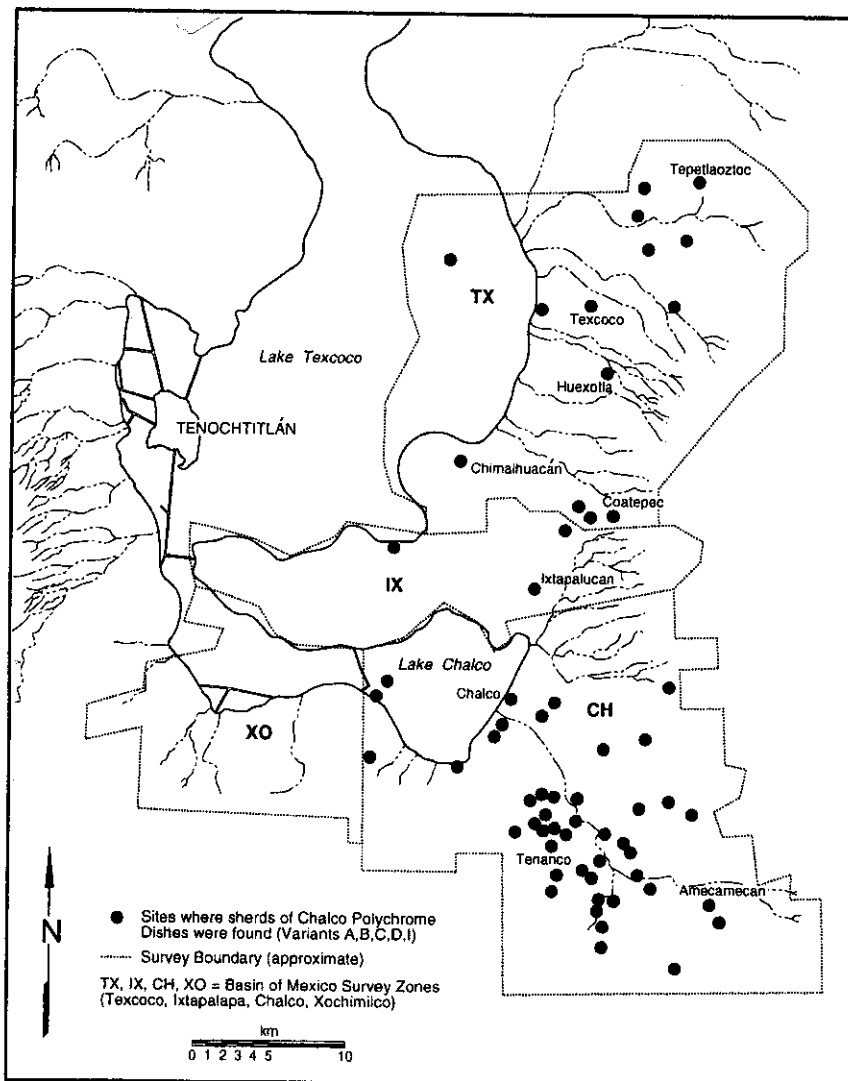 Tepetlaoztoc
TX
Texcoco
Lake Texcoco
Huexotla
TENOCHTITLÁN
Chimalhuacán
Coatepec
IX
Ixtapalucan
Lake Chalco
Chalco
CH
XO
Tenanco
Amecamecan
N
Sites where sherds of Chalco Polychrome
Dishes were found (Variants A,B,C,D,I)
Survey Boundary (approximate)
TX, IX, CH, XO = Basin of Mexico Survey Zones
(Texcoco, Ixtapalapa, Chalco, Xochimilco)
km
0 1 2 3 4 5 10